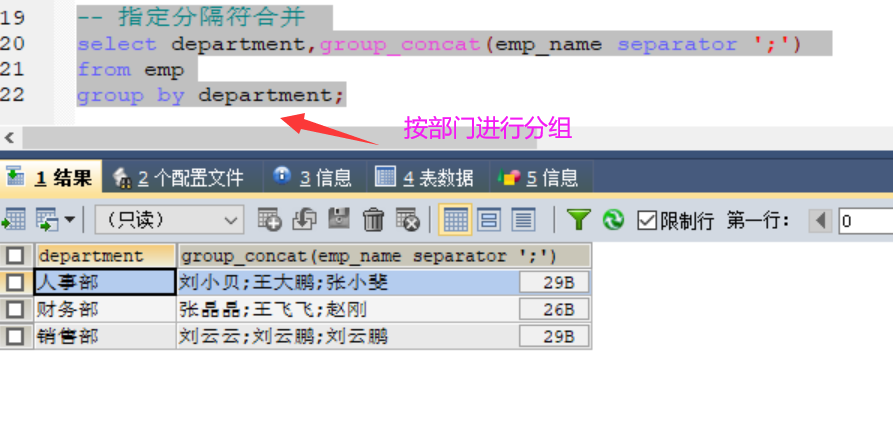 19 -- 指定分隔符合并
20 select department,group_concat(emp_name separator ';')
21 from emp
22 group by department;
按部门进行分组
1 结果 2 个配置文件 3 信息 4 表数据 5 信息
（只读） 限制行 第一行： 0
department group_concat(emp_name separator ';')
人事部 刘小贝;王大鹏;张小斐 29B
财务部 张晶晶;王飞飞;赵刚 26B
销售部 刘云云;刘云鹏;刘云鹏 29B